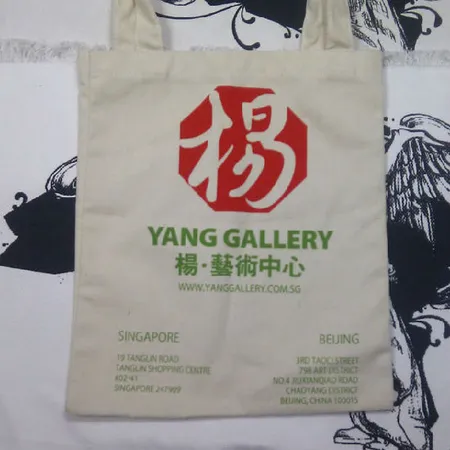 楊
YANG GALLERY
楊·藝術中心
WWW.YANGGALLERY.COM.SG
SINGAPORE
19 TANGLIN ROAD
TANGLIN SHOPPING CENTRE
#02-41
SINGAPORE 247909
BEIJING
3RD TAOCI STREET
798 ART DISTRICT
NO.4 JIUXIANQIAO ROAD
CHAOYANG DISTRICT
BEIJING, CHINA 100015